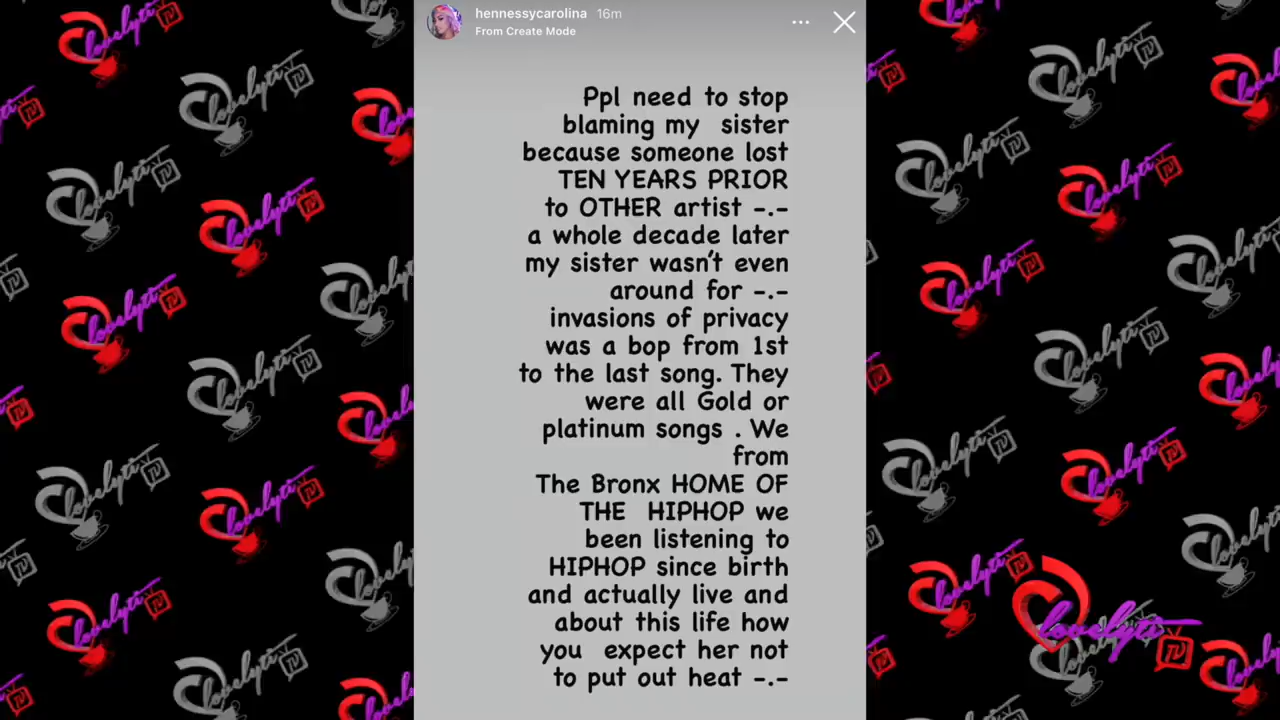 hennessycarolina 16m
From Create Mode
Ppl need to stop
blaming my sister
because someone lost
TEN YEARS PRIOR
to OTHER artist -.-
a whole decade later
my sister wasn't even
around for -.-
invasions of privacy
was a bop from 1st
to the last song. They
were all Gold or
platinum songs . We
from
The Bronx HOME OF
THE HIPHOP we
been listening to
HIPHOP since birth
and actually live and
about this life how
you expect her not
to put out heat -.-
lovelyti TV